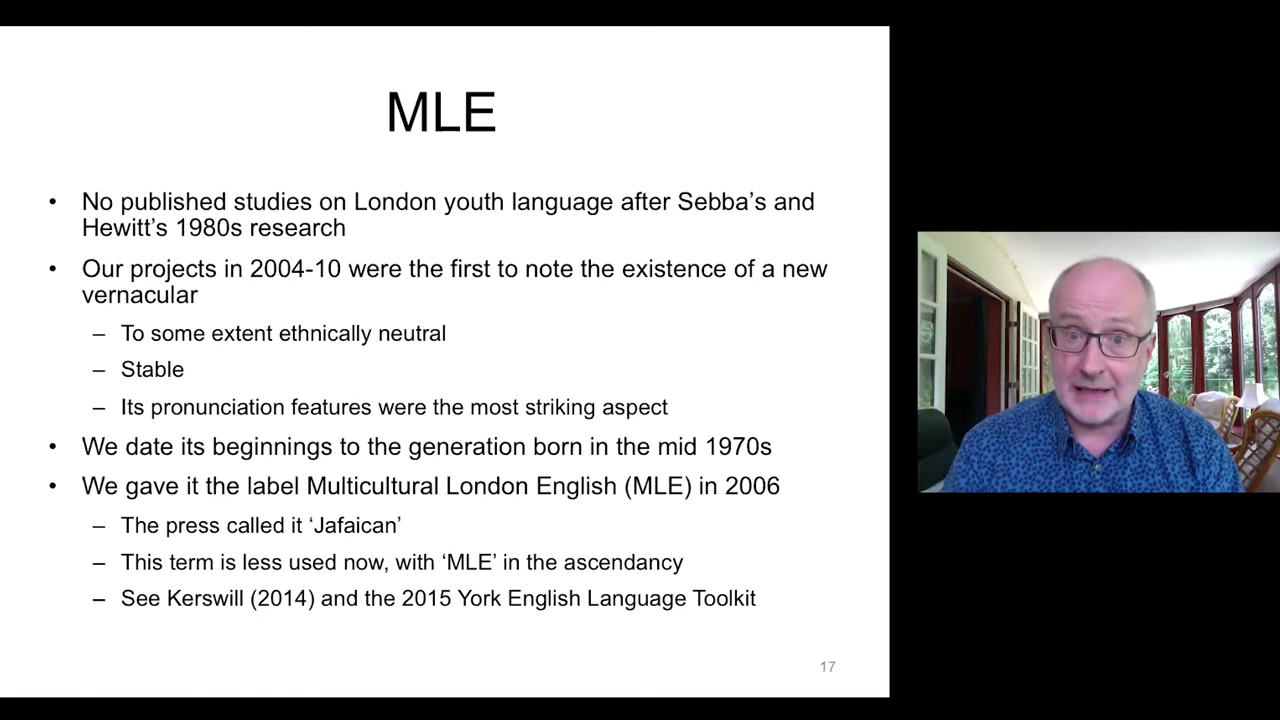 MLE
• No published studies on London youth language after Sebba’s and
Hewitt’s 1980s research
• Our projects in 2004-10 were the first to note the existence of a new
vernacular
– To some extent ethnically neutral
– Stable
– Its pronunciation features were the most striking aspect
• We date its beginnings to the generation born in the mid 1970s
• We gave it the label Multicultural London English (MLE) in 2006
– The press called it ‘Jafaican’
– This term is less used now, with ‘MLE’ in the ascendancy
– See Kerswill (2014) and the 2015 York English Language Toolkit
17